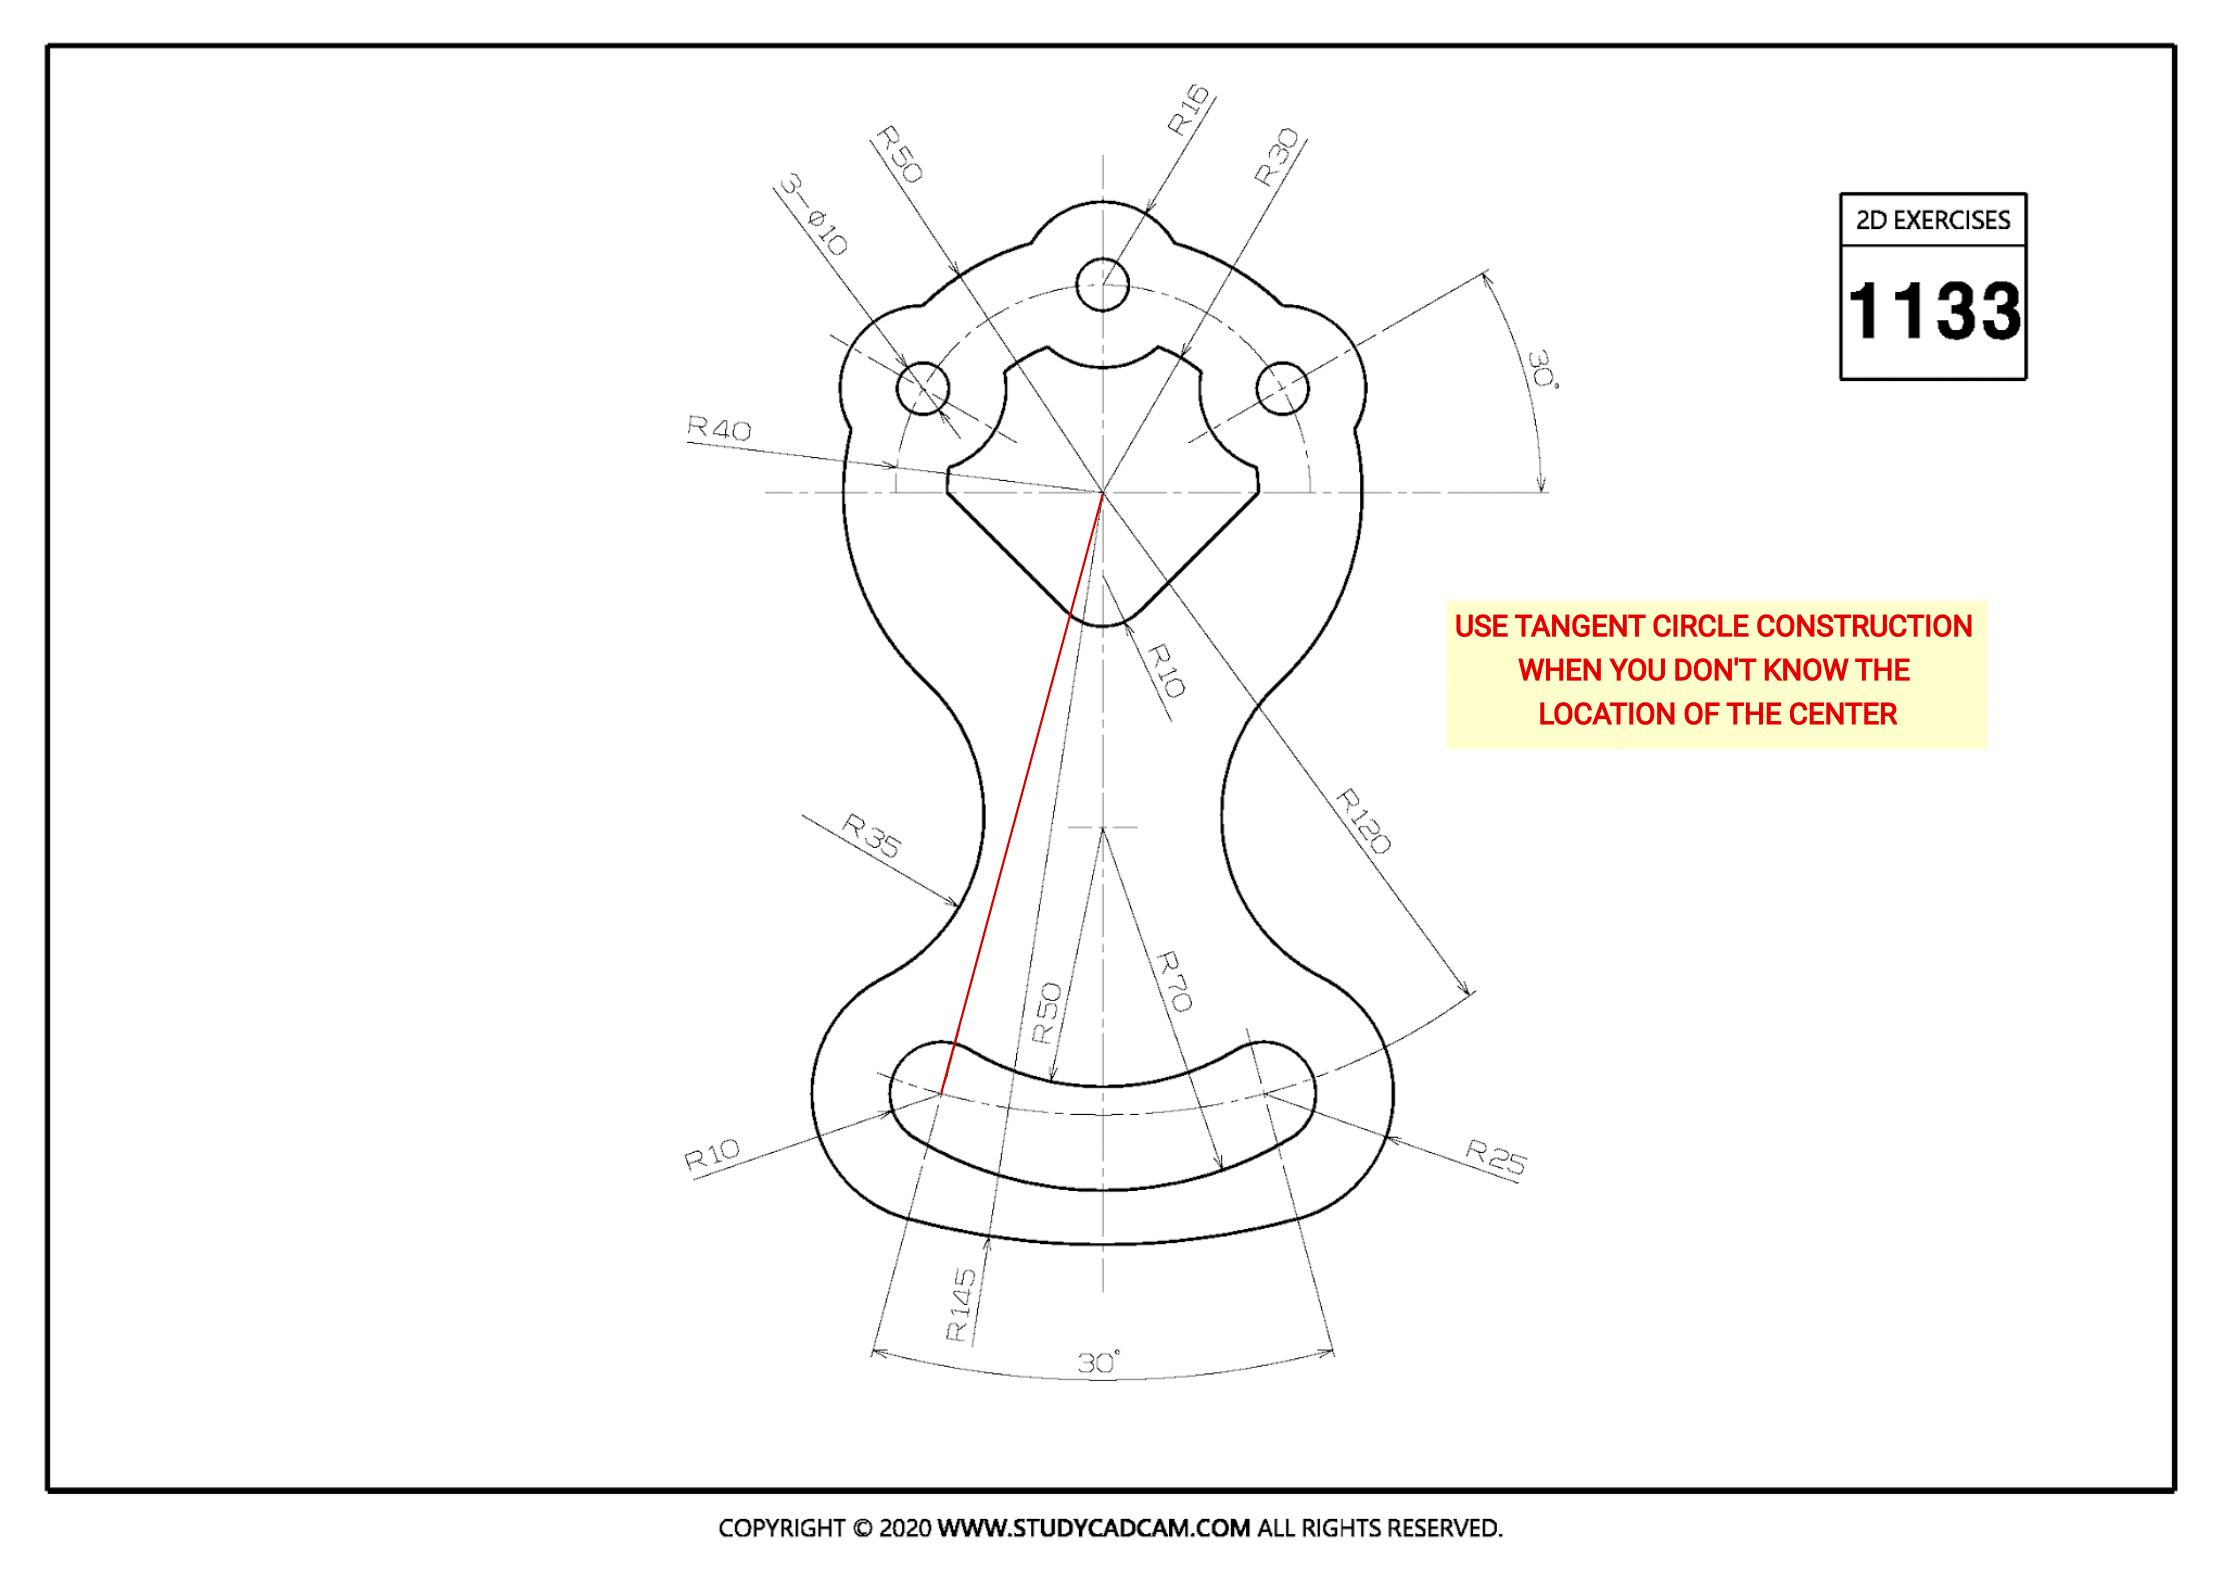 R16
R50
R30
3-Ø10
2D EXERCISES
1133
30°
R40
USE TANGENT CIRCLE CONSTRUCTION
WHEN YOU DON'T KNOW THE
LOCATION OF THE CENTER
R10
R120
R35
R70
R50
R10
R25
R145
30°
COPYRIGHT © 2020 WWW.STUDYCADCAM.COM ALL RIGHTS RESERVED.